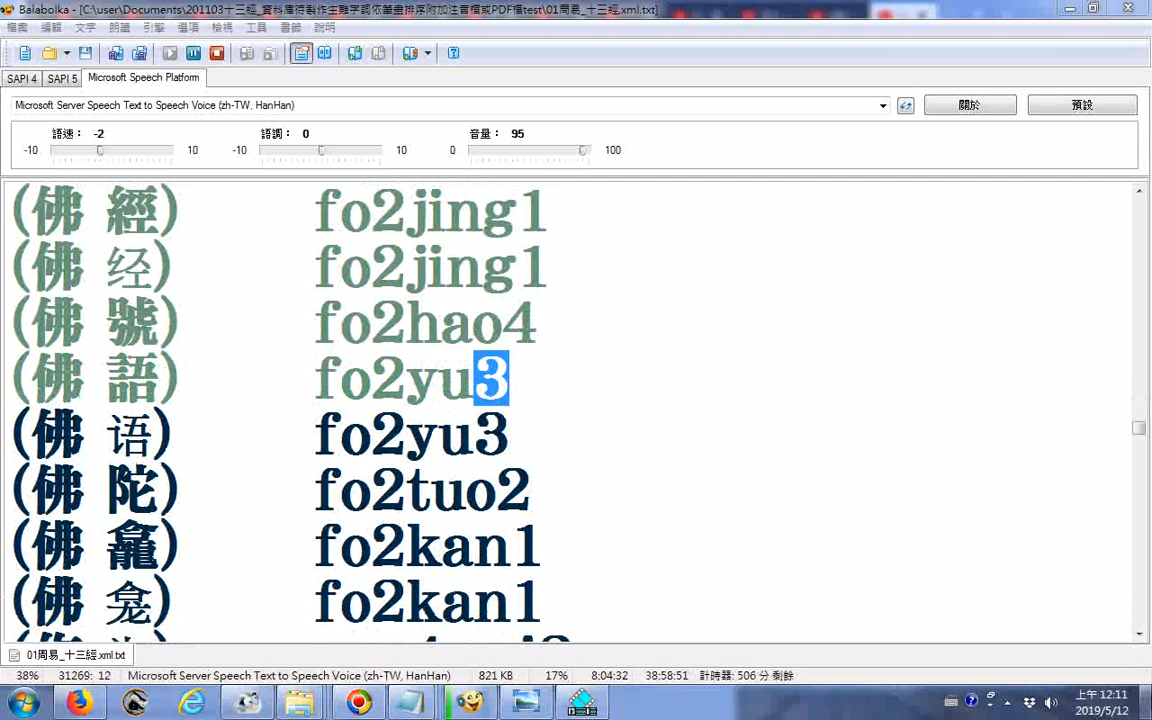 Balabolka - [C:\user\Documents\201103十三經_資料庫待製作生難字詞依筆畫排序附加注音檔或PDF檔test\01周易_十三經.xml.txt]
檔案 編輯 文字 朗讀 引擎 選項 檢視 工具 書籤 說明
SAPI 4 SAPI 5 Microsoft Speech Platform
Microsoft Server Speech Text to Speech Voice (zh-TW, HanHan) 關於 預設
語速： -2 語調： 0 音量： 95
-10 10 -10 10 0 100
(佛 經) fo2jing1
(佛 经) fo2jing1
(佛 號) fo2hao4
(佛 語) fo2yu3
(佛 语) fo2yu3
(佛 陀) fo2tuo2
(佛 龕) fo2kan1
(佛 龛) fo2kan1
01周易_十三經.xml.txt
38% 31269: 12 Microsoft Server Speech Text to Speech Voice (zh-TW, HanHan) 821 KB 17% 8:04:32 38:58:51 計時器: 506 分 剩餘
上午 12:11
2019/5/12